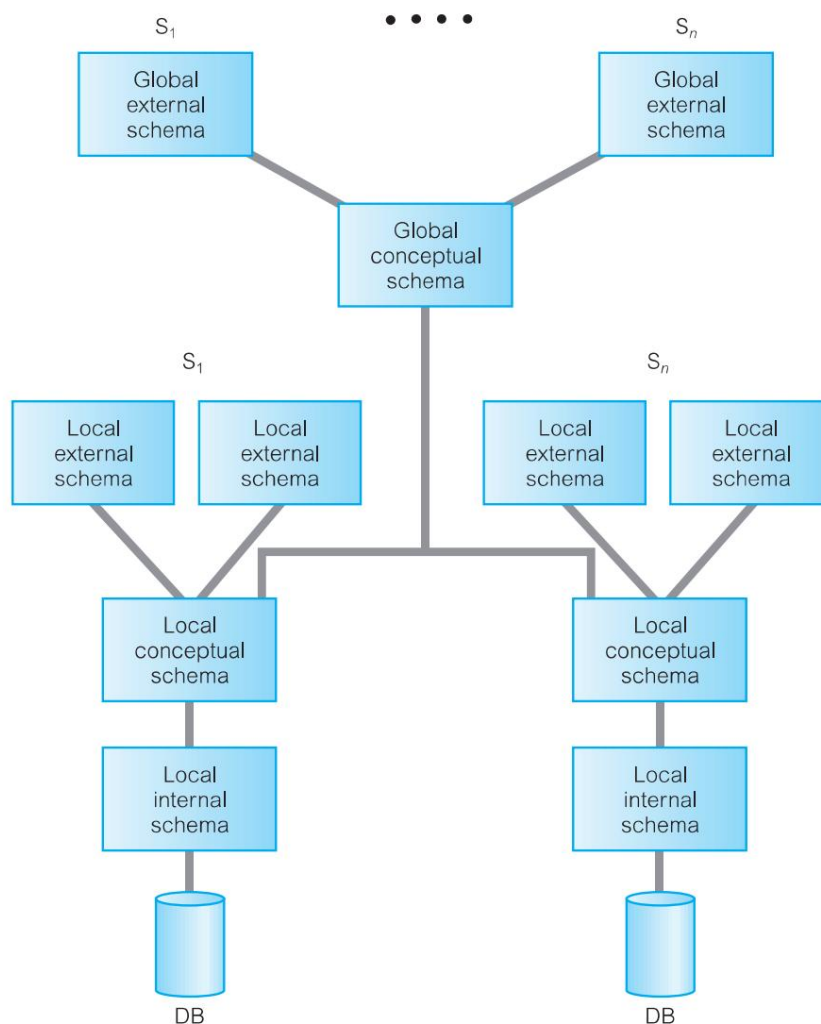 S1
Sn
Global
external
schema
Global
external
schema
Global
conceptual
schema
S1
Sn
Local
external
schema
Local
external
schema
Local
external
schema
Local
external
schema
Local
conceptual
schema
Local
conceptual
schema
Local
internal
schema
Local
internal
schema
DB
DB